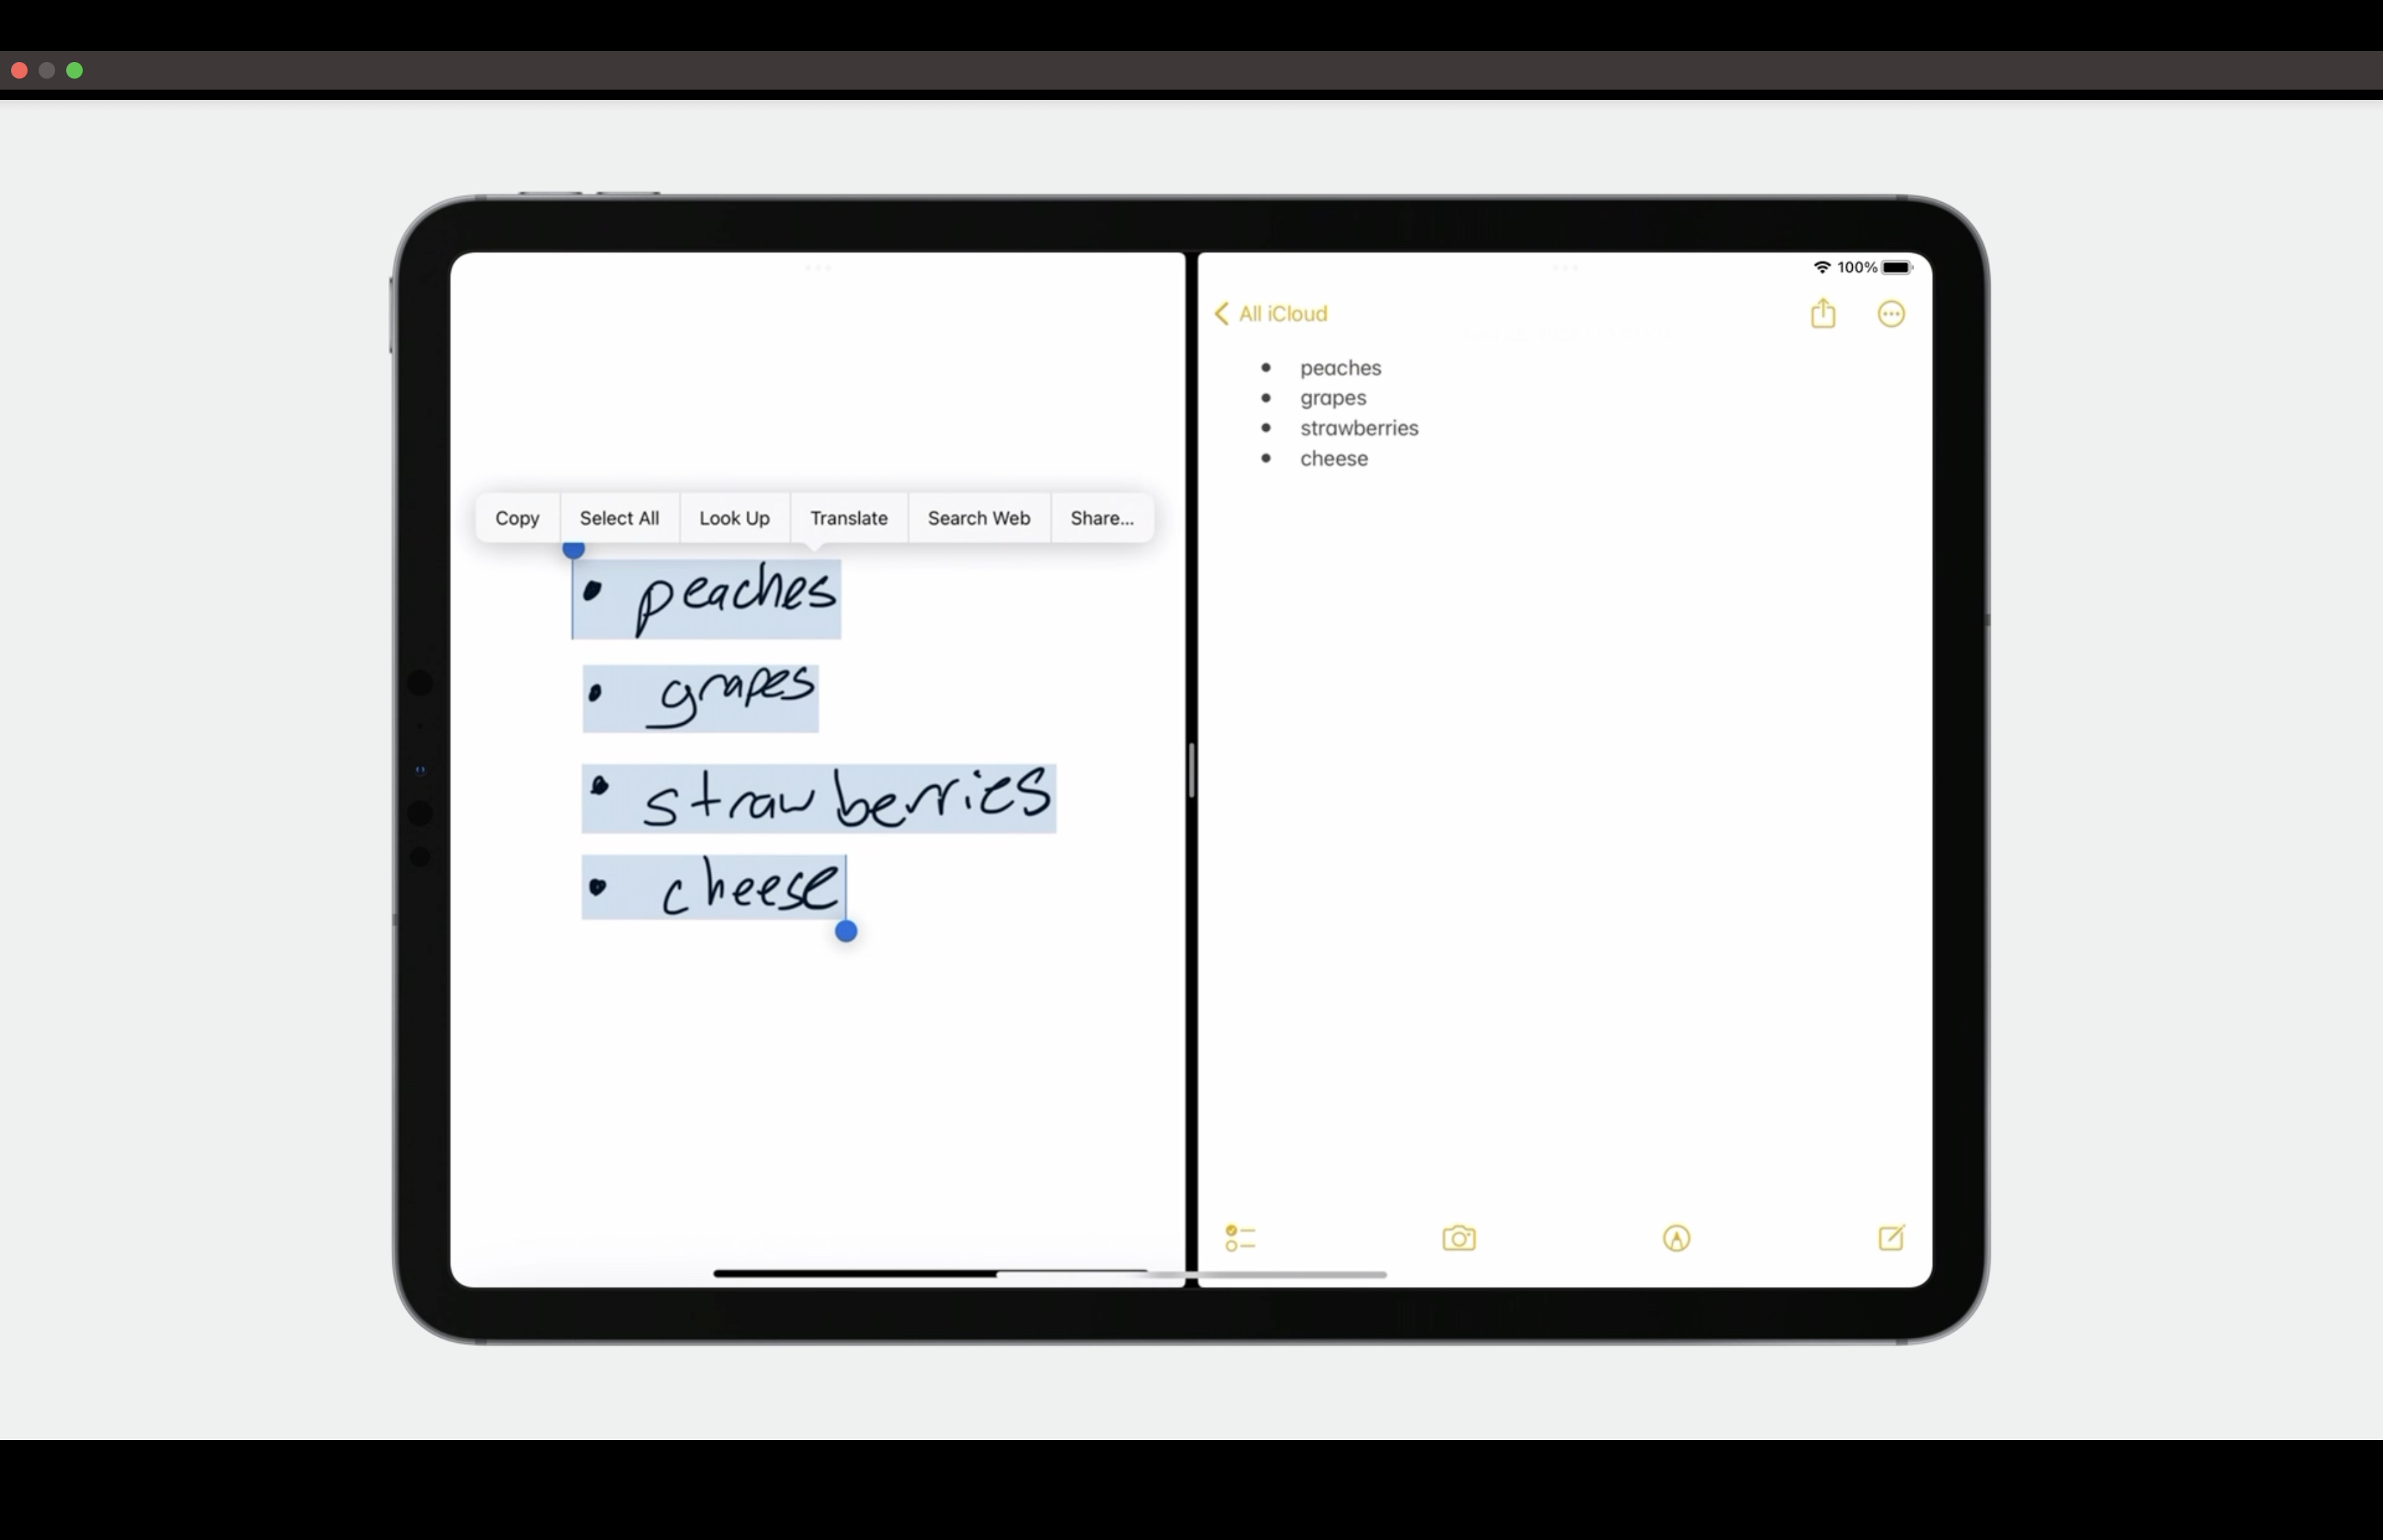 Copy Select All Look Up Translate Search Web Share...
• peaches
• grapes
• strawberries
• cheese
100%
All iCloud
• peaches
• grapes
• strawberries
• cheese